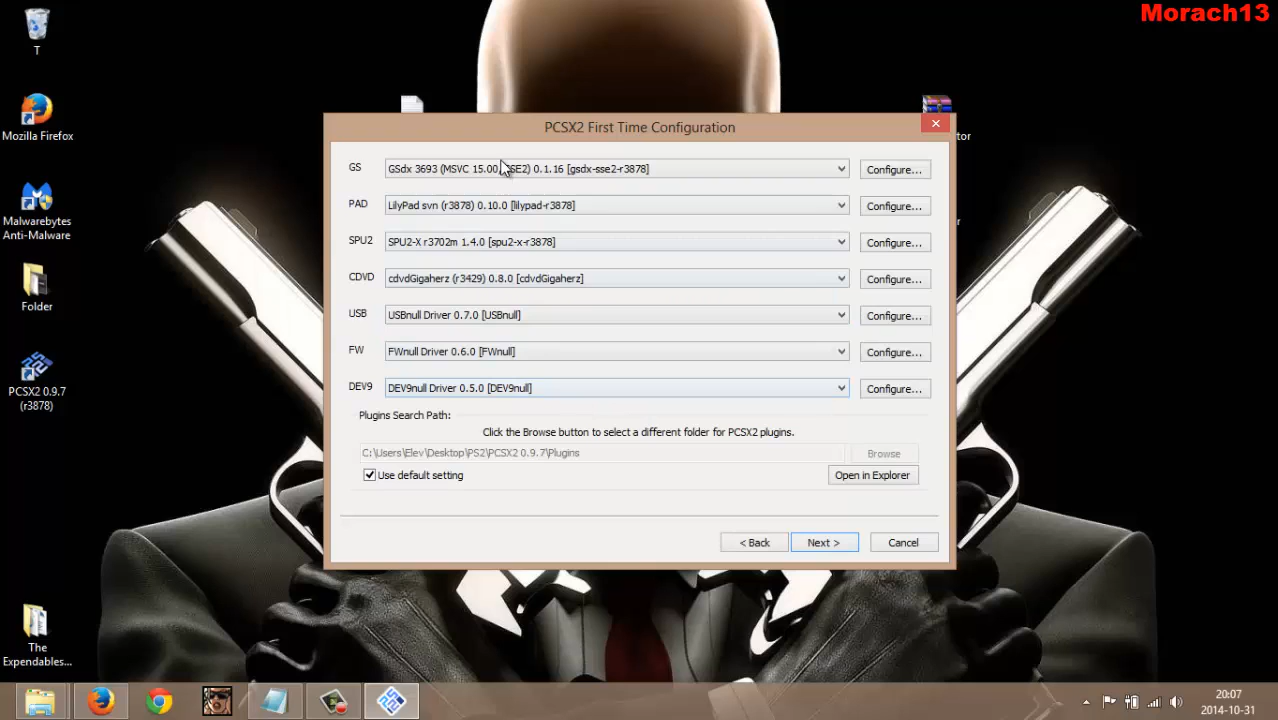 Morach13
T
Mozilla Firefox
Malwarebytes
Anti-Malware
Folder
PCSX2 0.9.7
(r3878)
The
Expendables...
tor
PCSX2 First Time Configuration
GS
GSdx 3693 (MSVC 15.00, SSE2) 0.1.16 [gsdx-sse2-r3878]
Configure...
PAD
LilyPad svn (r3878) 0.10.0 [lilypad-r3878]
Configure...
SPU2
SPU2-X r3702m 1.4.0 [spu2-x-r3878]
Configure...
CDVD
cdvdGigaherz (r3429) 0.8.0 [cdvdGigaherz]
Configure...
USB
USBnull Driver 0.7.0 [USBnull]
Configure...
FW
FWnull Driver 0.6.0 [FWnull]
Configure...
DEV9
DEV9null Driver 0.5.0 [DEV9null]
Configure...
Plugins Search Path:
Click the Browse button to select a different folder for PCSX2 plugins.
C:\Users\Elev\Desktop\PS2\PCSX2 0.9.7\Plugins
Browse
Use default setting
Open in Explorer
< Back
Next >
Cancel
20:07
2014-10-31